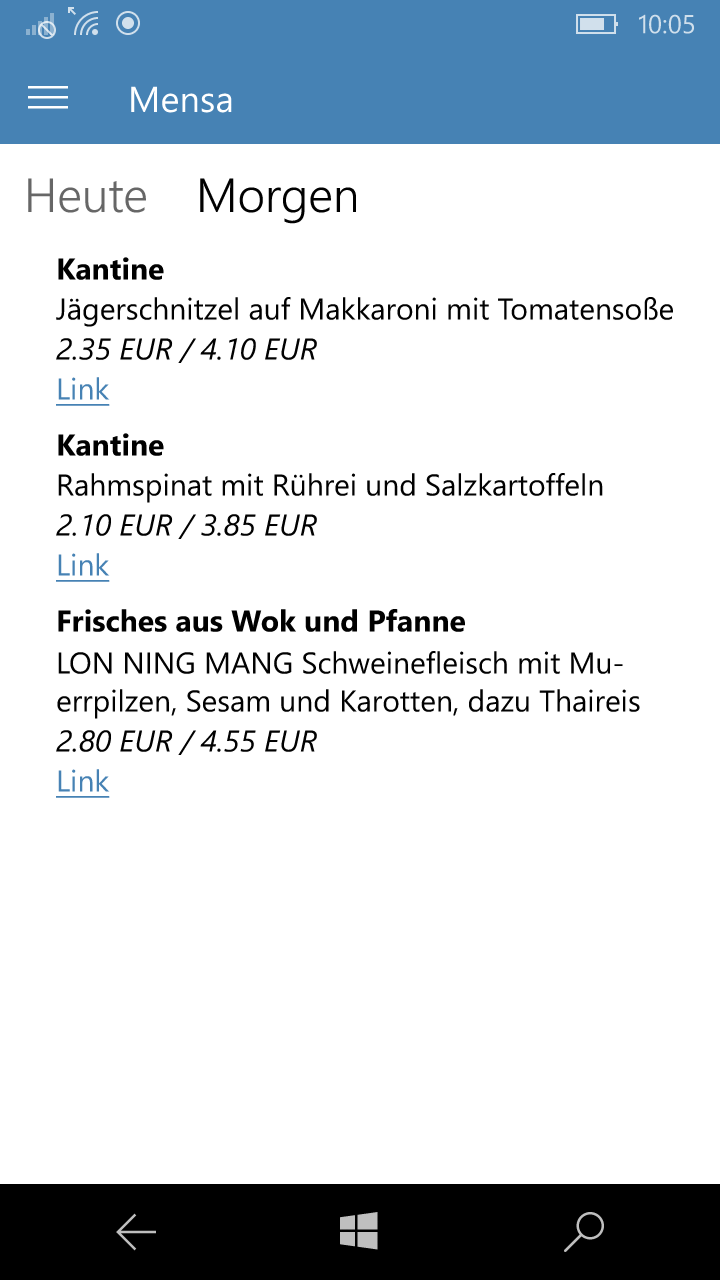 10:05
Mensa
Heute Morgen
Kantine
Jägerschnitzel auf Makkaroni mit Tomatensoße
2.35 EUR / 4.10 EUR
Link
Kantine
Rahmspinat mit Rührei und Salzkartoffeln
2.10 EUR / 3.85 EUR
Link
Frisches aus Wok und Pfanne
LON NING MANG Schweinefleisch mit Mu-
errpilzen, Sesam und Karotten, dazu Thaireis
2.80 EUR / 4.55 EUR
Link